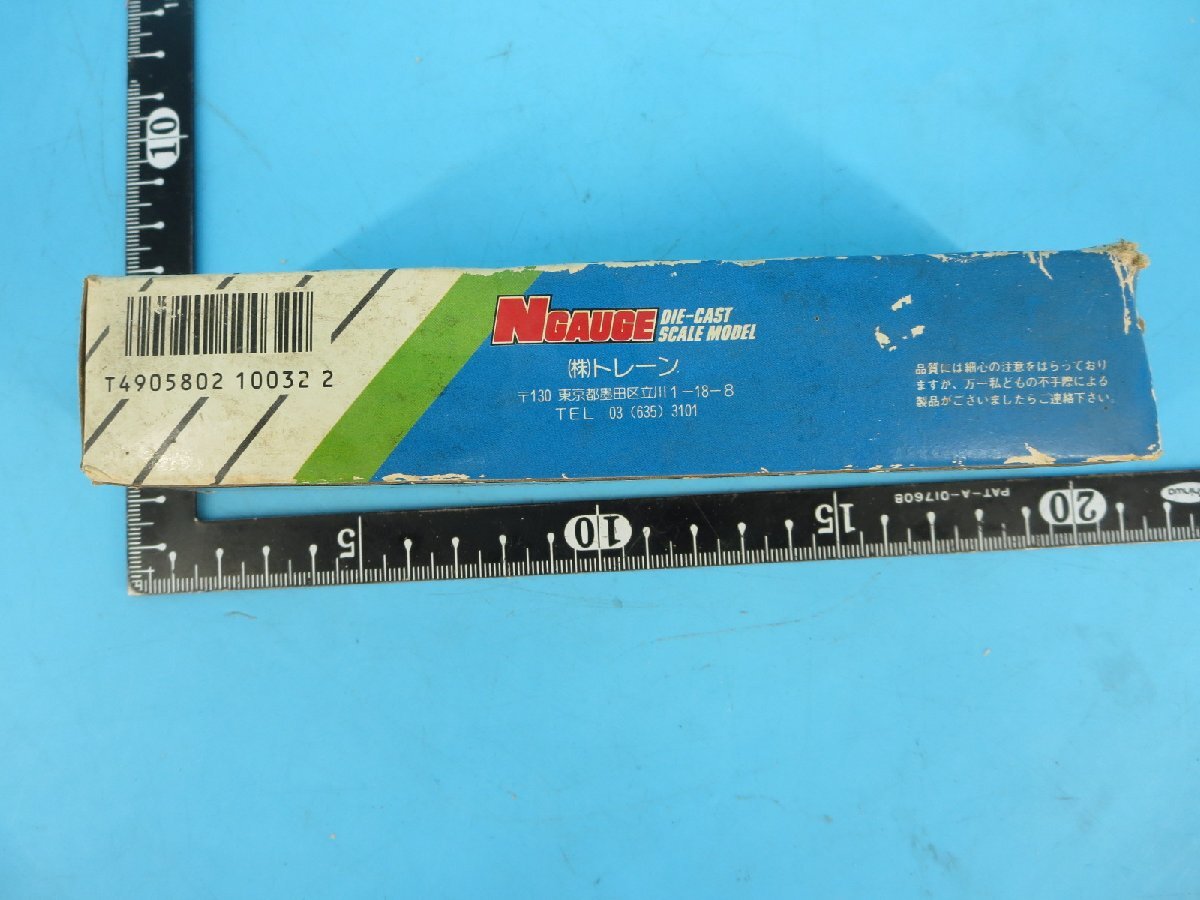 10
T4905802 10032 2
NGAUGE DIE-CAST
SCALE MODEL
(株)トレーン
〒130 東京都墨田区立川1-18-8
TEL 03 (635) 3101
品質には細心の注意をはらっており
ますが、万一私どもの不手際による
製品がございましたらご連絡下さい。
5 10 15 PAT-A-017608 20